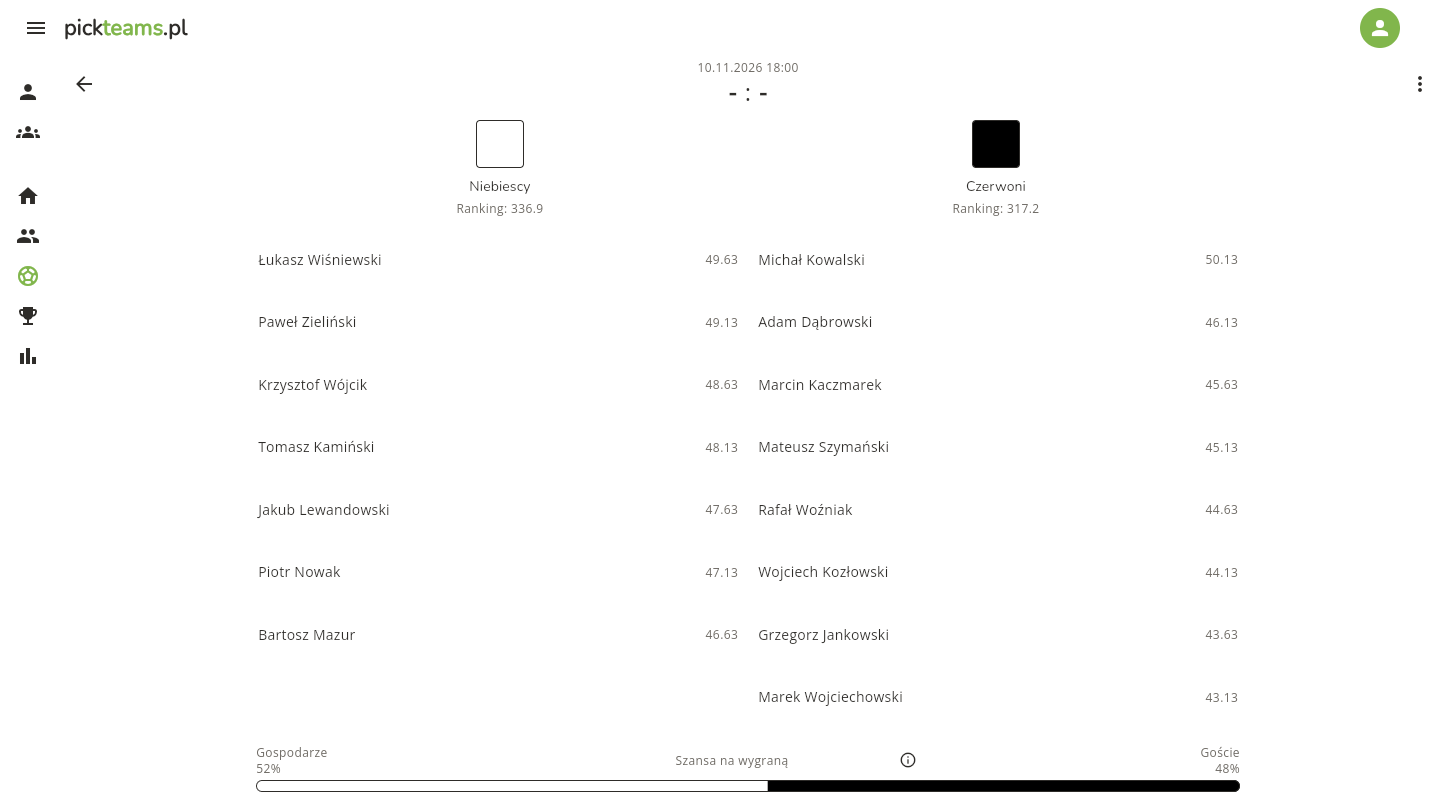 pickteams.pl
10.11.2026 18:00
- : -
Niebiescy
Ranking: 336.9
Czerwoni
Ranking: 317.2
Łukasz Wiśniewski 49.63 Michał Kowalski 50.13
Paweł Zieliński 49.13 Adam Dąbrowski 46.13
Krzysztof Wójcik 48.63 Marcin Kaczmarek 45.63
Tomasz Kamiński 48.13 Mateusz Szymański 45.13
Jakub Lewandowski 47.63 Rafał Woźniak 44.63
Piotr Nowak 47.13 Wojciech Kozłowski 44.13
Bartosz Mazur 46.63 Grzegorz Jankowski 43.63
Marek Wojciechowski 43.13
Gospodarze
52%
Szansa na wygraną
Goście
48%